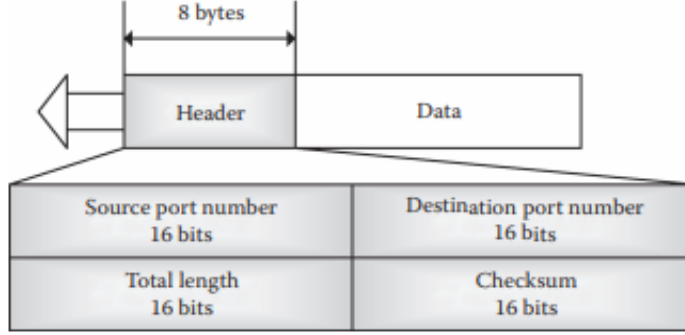 8 bytes
Header
Data
Source port number
16 bits
Destination port number
16 bits
Total length
16 bits
Checksum
16 bits